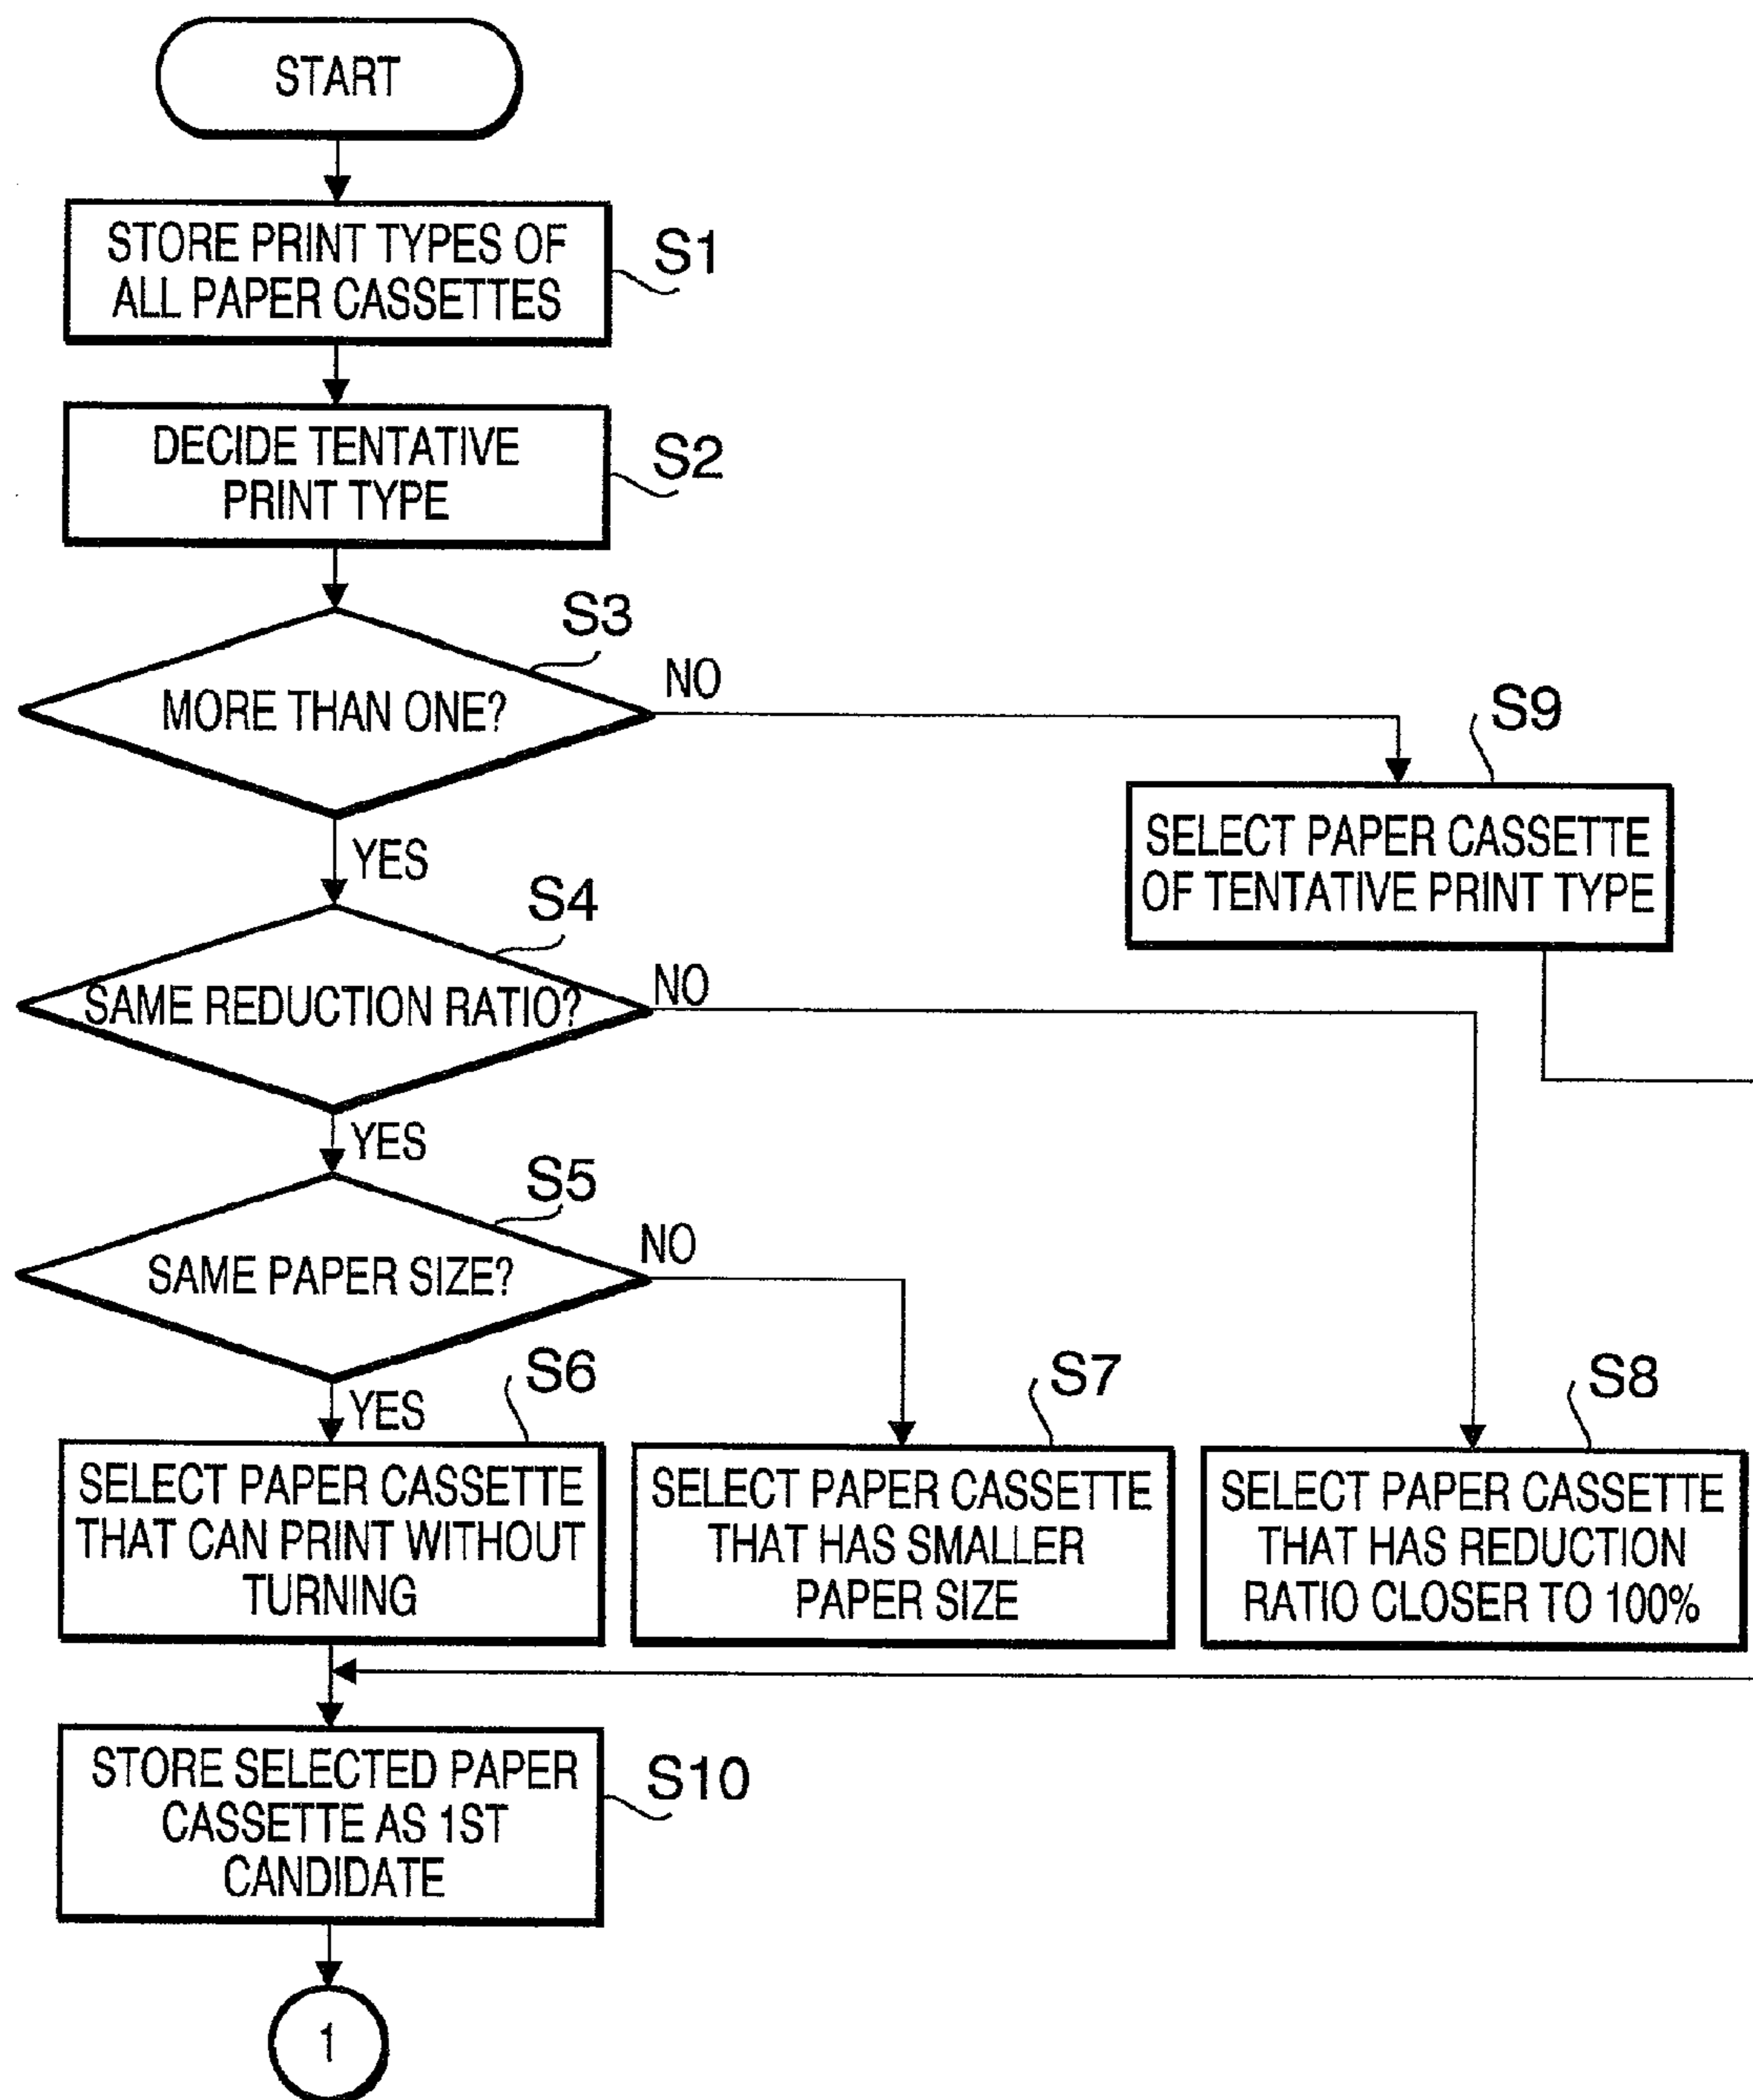 START
STORE PRINT TYPES OF
ALL PAPER CASSETTES
S1
DECIDE TENTATIVE
PRINT TYPE
S2
S3
MORE THAN ONE?
NO
YES
S9
SELECT PAPER CASSETTE
OF TENTATIVE PRINT TYPE
S4
SAME REDUCTION RATIO?
NO
YES
S5
SAME PAPER SIZE?
NO
YES
S6
SELECT PAPER CASSETTE
THAT CAN PRINT WITHOUT
TURNING
S7
SELECT PAPER CASSETTE
THAT HAS SMALLER
PAPER SIZE
S8
SELECT PAPER CASSETTE
THAT HAS REDUCTION
RATIO CLOSER TO 100%
STORE SELECTED PAPER
CASSETTE AS 1ST
CANDIDATE
S10
1